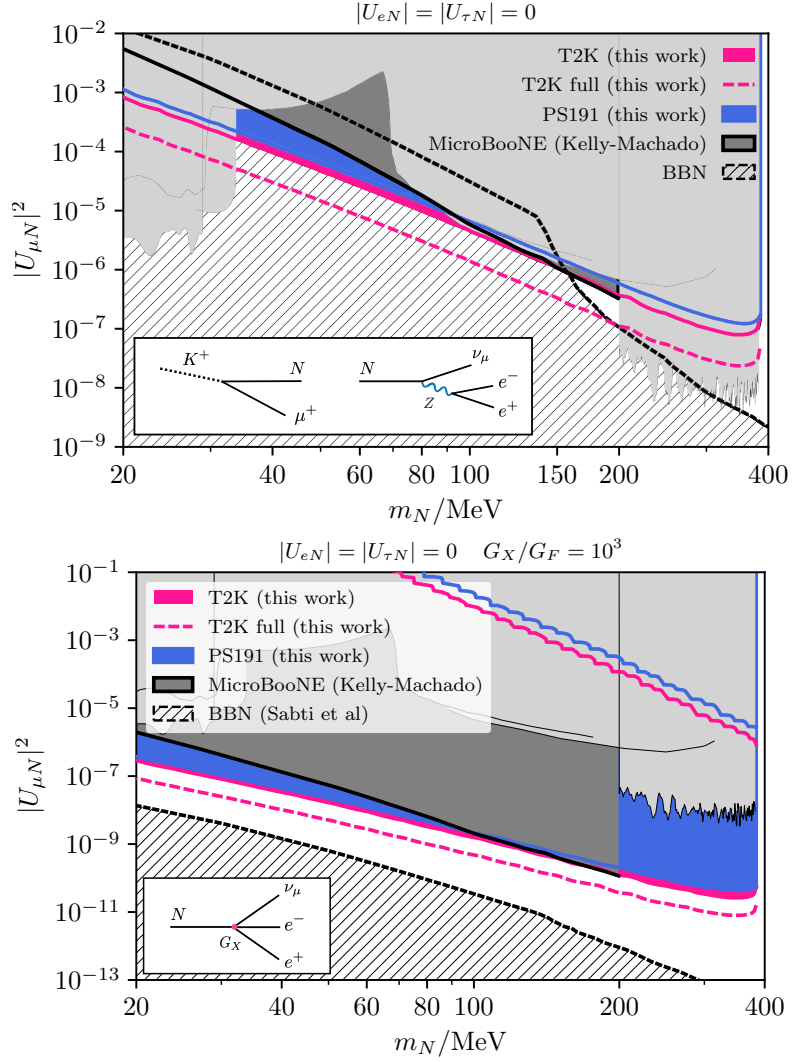 |U_{eN}| = |U_{τN}| = 0
10^{-2}
10^{-3}
10^{-4}
10^{-5}
10^{-6}
10^{-7}
10^{-8}
10^{-9}
|U_{μN}|^2
T2K (this work)
T2K full (this work)
PS191 (this work)
MicroBooNE (Kelly-Machado)
BBN
K^+
N
μ^+
N
ν_μ
e^-
Z
e^+
20 40 60 80 100 150 200 400
m_N/MeV
|U_{eN}| = |U_{τN}| = 0 G_X/G_F = 10^3
10^{-1}
10^{-3}
10^{-5}
10^{-7}
10^{-9}
10^{-11}
10^{-13}
|U_{μN}|^2
T2K (this work)
T2K full (this work)
PS191 (this work)
MicroBooNE (Kelly-Machado)
BBN (Sabti et al)
ν_μ
N
e^-
G_X
e^+
20 40 60 80 100 200 400
m_N/MeV